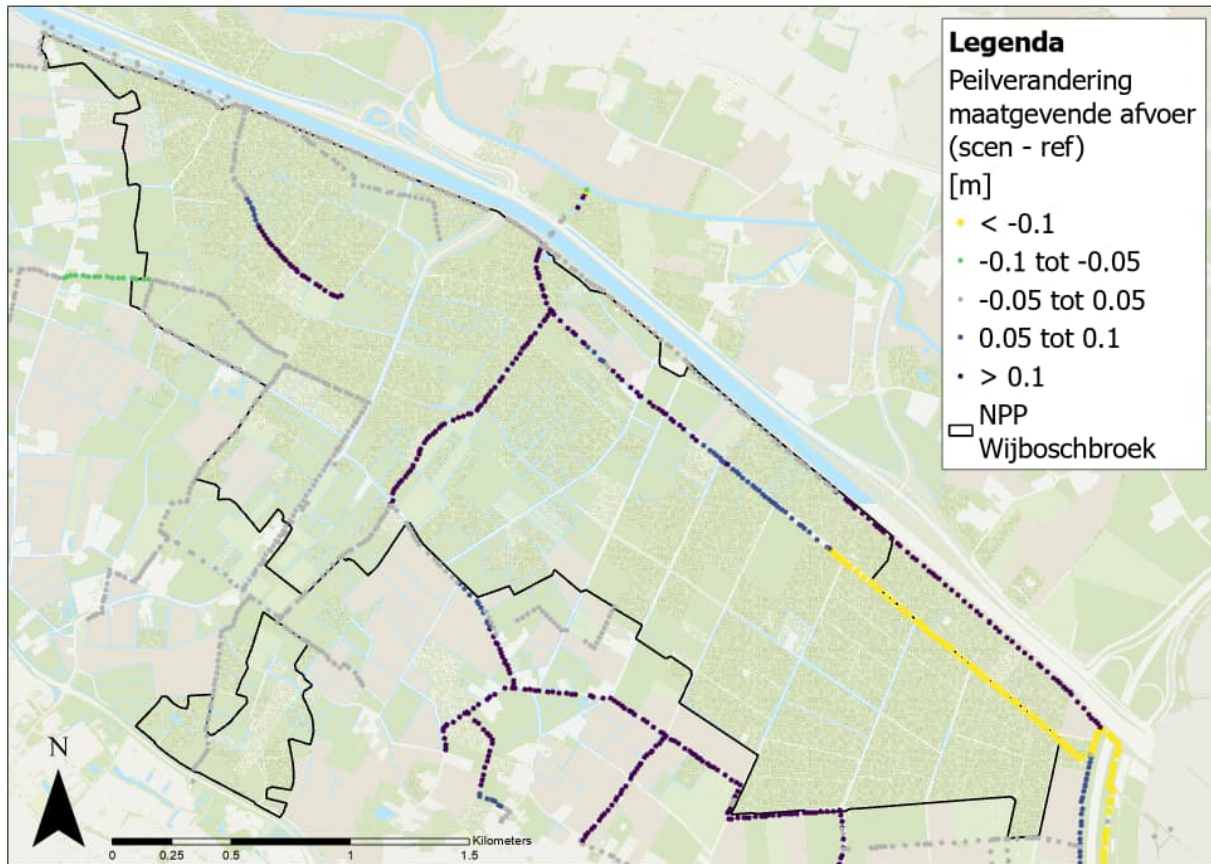 Legenda
Peilverandering
maatgevende afvoer
(scen - ref)
[m]
< -0.1
-0.1 tot -0.05
-0.05 tot 0.05
0.05 tot 0.1
> 0.1
NPP
Wijboschbroek
N
Kilometers
0 0.25 0.5 1 1.5